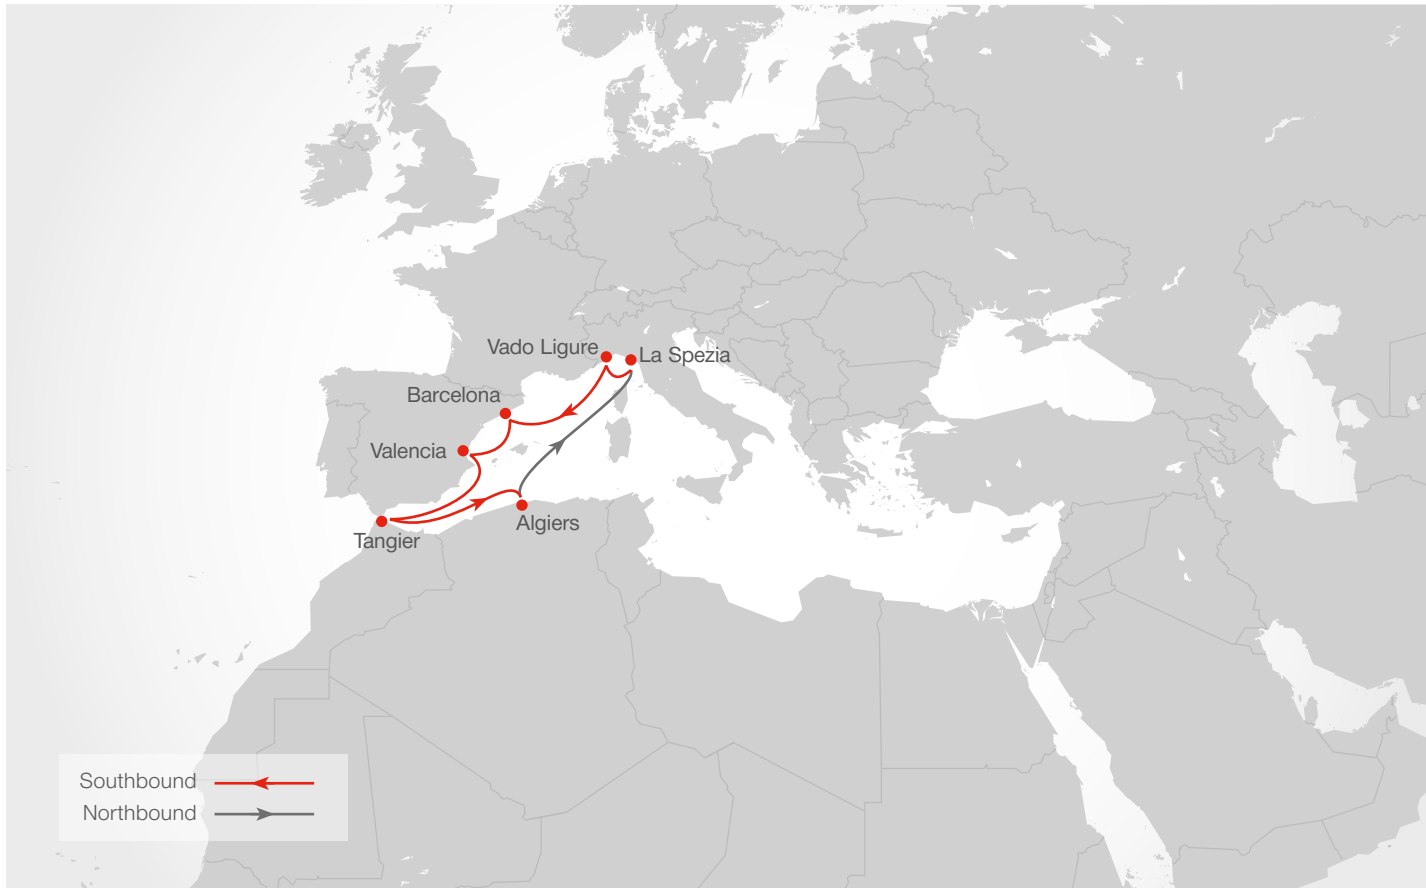 Vado Ligure
La Spezia
Barcelona
Valencia
Algiers
Tangier
Southbound
Northbound